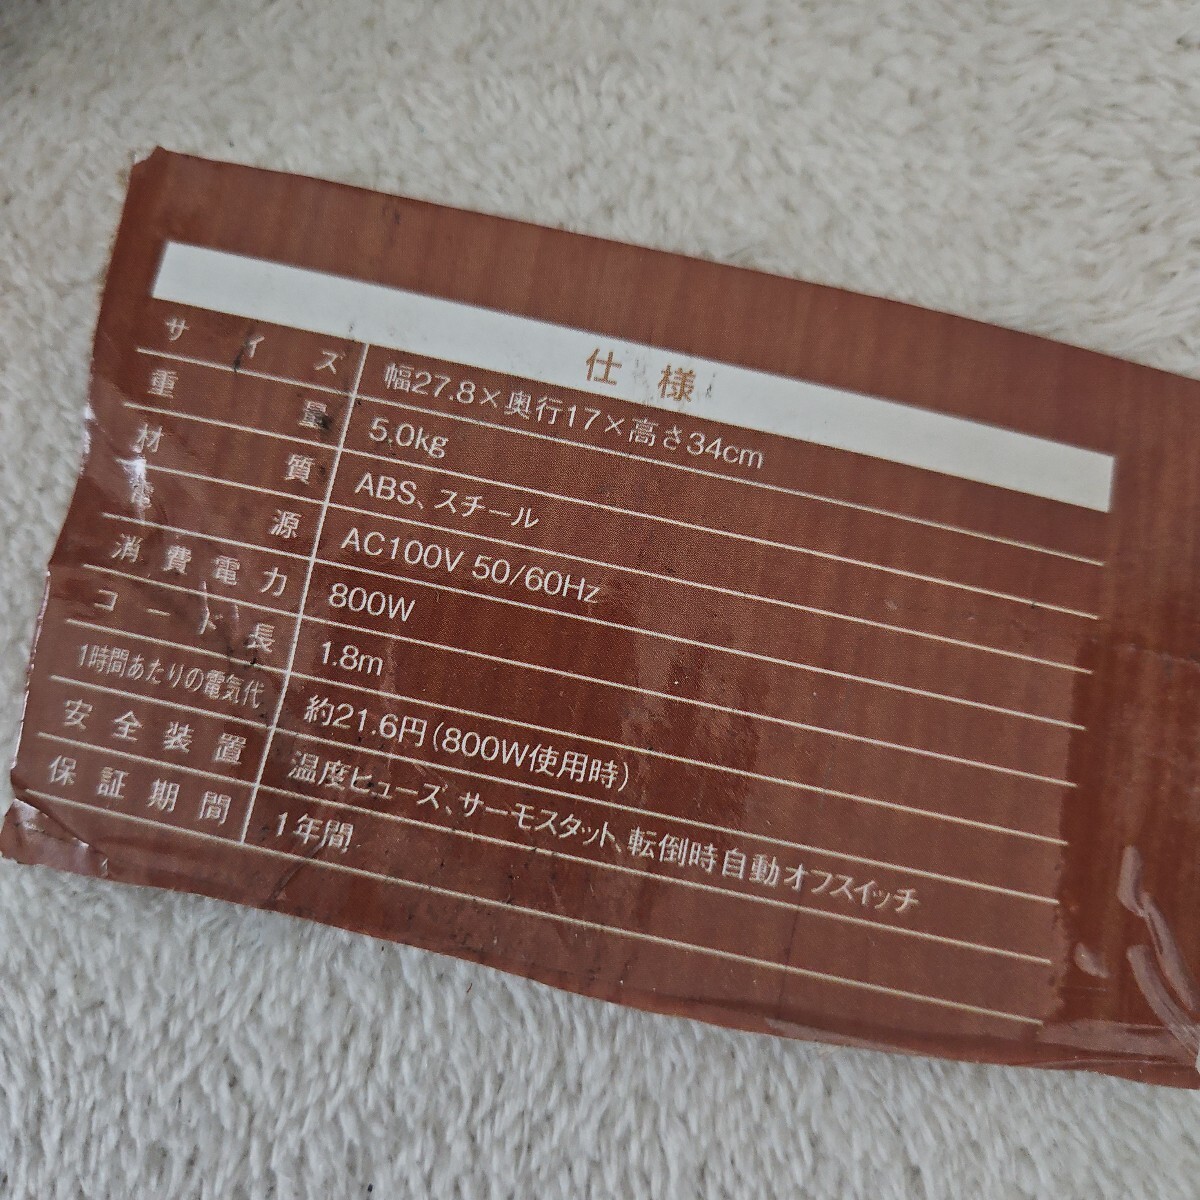 仕様
サイズ 幅27.8×奥行17×高さ34cm
重量 5.0kg
材質 ABS、スチール
電源 AC100V 50/60Hz
消費電力 800W
コード長 1.8m
1時間あたりの電気代 約21.6円(800W使用時)
安全装置 温度ヒューズ、サーモスタット、転倒時自動オフスイッチ
保証期間 1年間